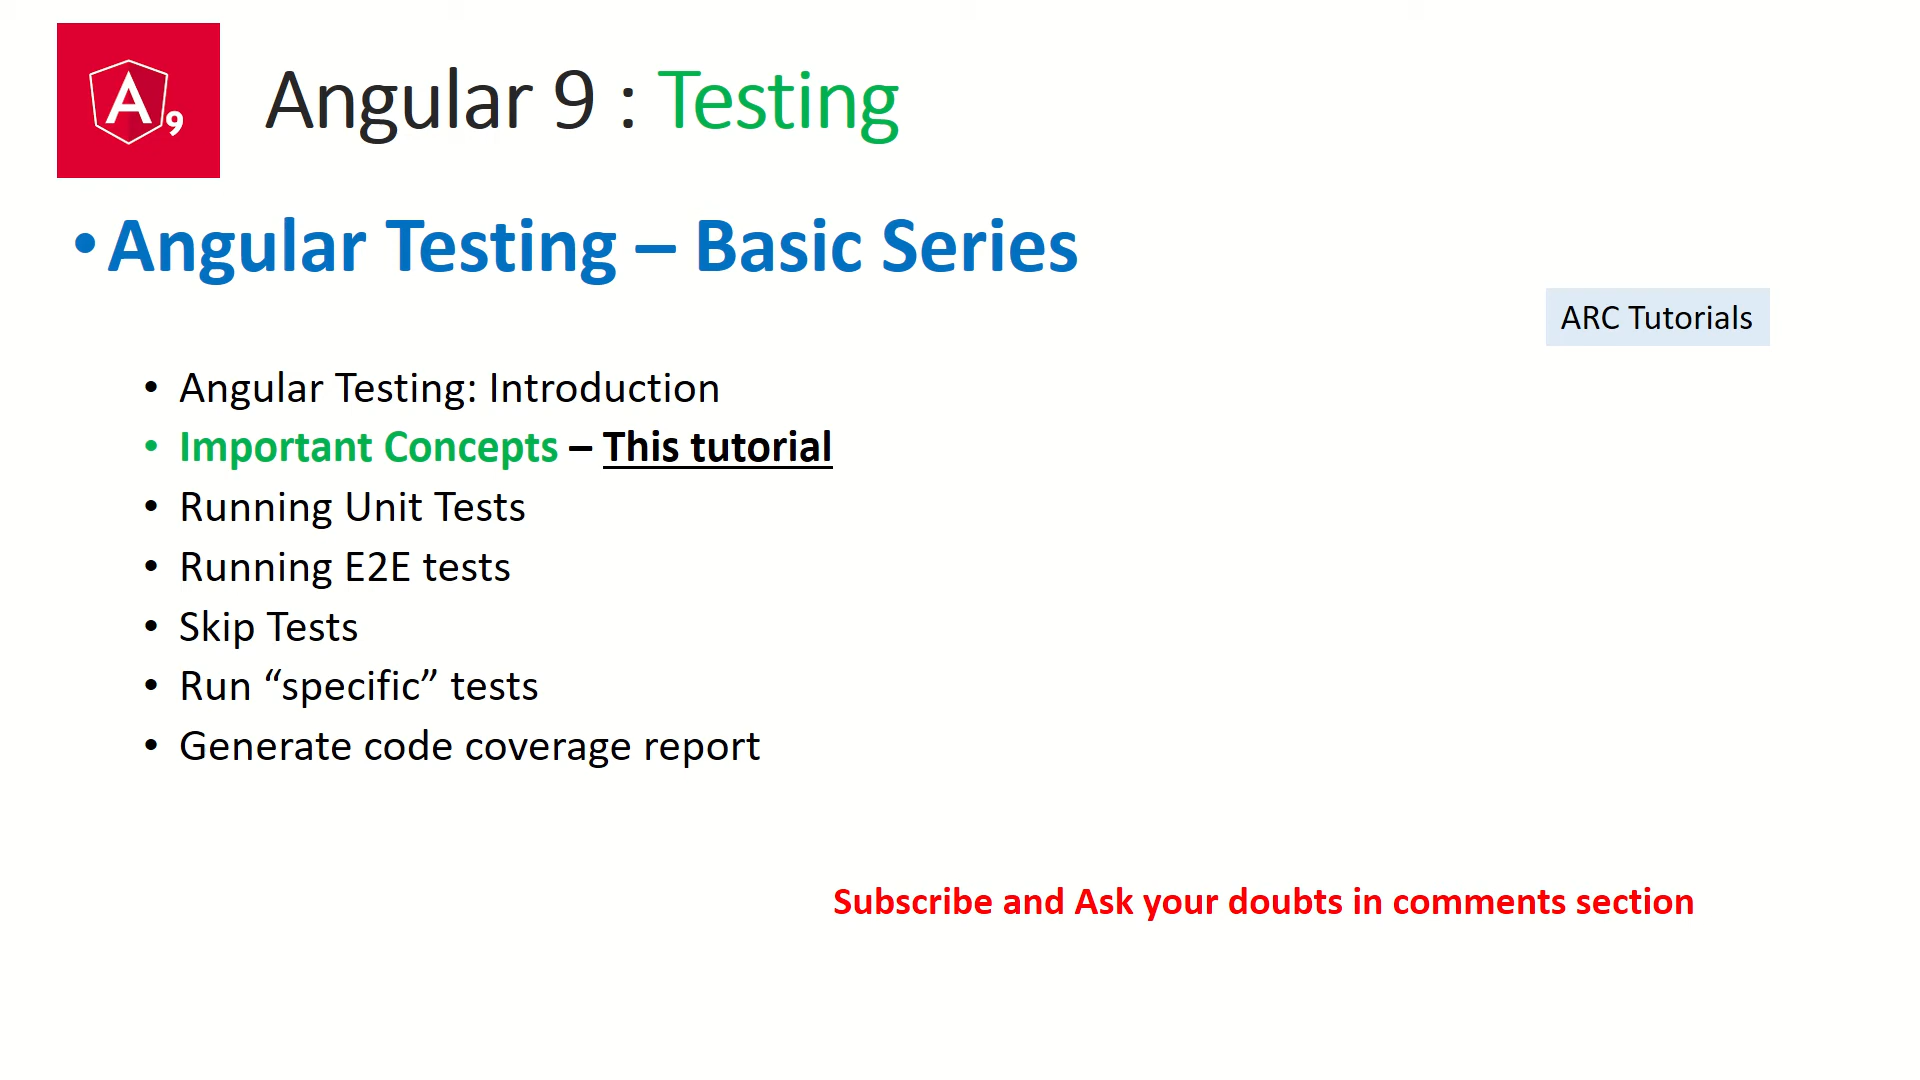 A9
Angular 9 : Testing
•Angular Testing – Basic Series
ARC Tutorials
• Angular Testing: Introduction
• Important Concepts – This tutorial
• Running Unit Tests
• Running E2E tests
• Skip Tests
• Run “specific” tests
• Generate code coverage report
Subscribe and Ask your doubts in comments section